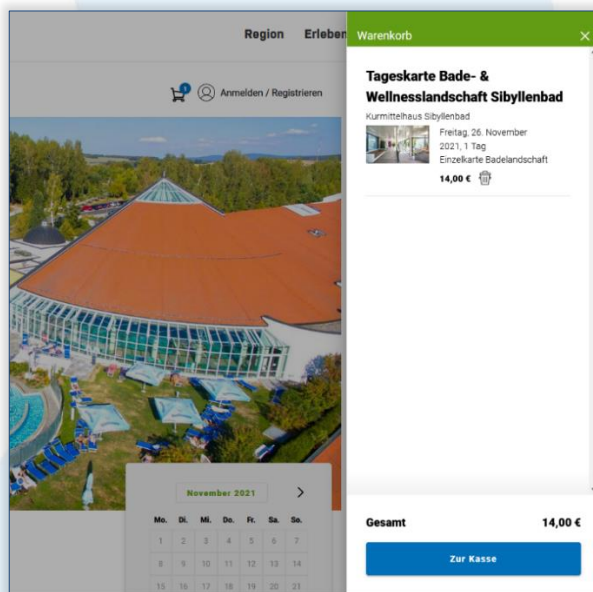 Region Erleben
1 Anmelden / Registrieren
November 2021
Mo. Di. Mi. Do. Fr. Sa. So.
1 2 3 4 5 6 7
8 9 10 11 12 13 14
15 16 17 18 19 20 21
Warenkorb
Tageskarte Bade- &
Wellnesslandschaft Sibyllenbad
Kurmittelhaus Sibyllenbad
Freitag, 26. November
2021, 1 Tag
Einzelkarte Badelandschaft
14,00 €
Gesamt 14,00 €
Zur Kasse